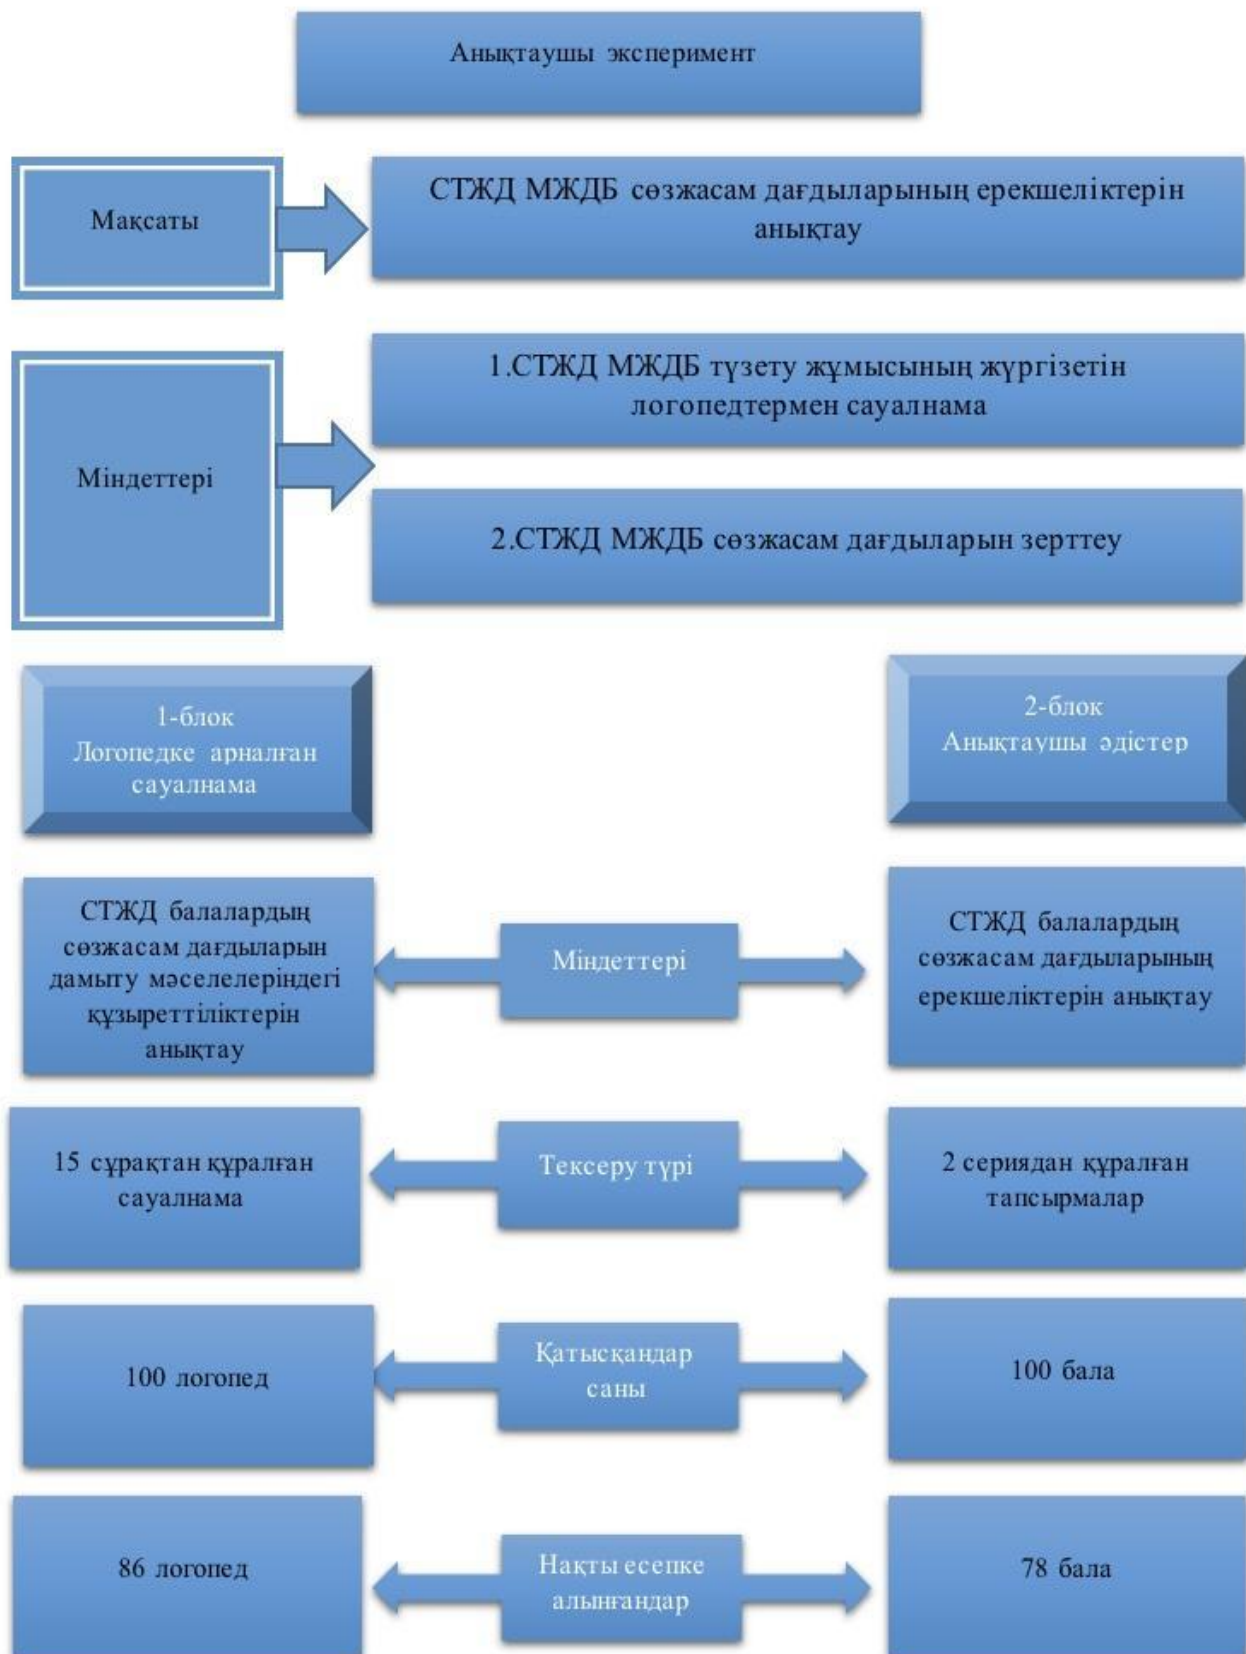 Анықтаушы эксперимент
Мақсаты
СТЖД МЖДБ сөзжасам дағдыларының ерекшеліктерін
анықтау
Міндеттері
1.СТЖД МЖДБ түзету жұмысының жүргізетін
логопедтермен сауалнама
2.СТЖД МЖДБ сөзжасам дағдыларын зерттеу
1-блок
Логопедке арналған
сауалнама
2-блок
Анықтаушы әдістер
СТЖД балалардың
сөзжасам дағдыларын
дамыту мәселелеріндегі
құзыреттіліктерін
анықтау
Міндеттері
СТЖД балалардың
сөзжасам дағдыларының
ерекшеліктерін анықтау
15 сұрақтан құралған
сауалнама
Тексеру түрі
2 сериядан құралған
тапсырмалар
100 логопед
Қатысқандар
саны
100 бала
86 логопед
Нақты есепке
алынғандар
78 бала